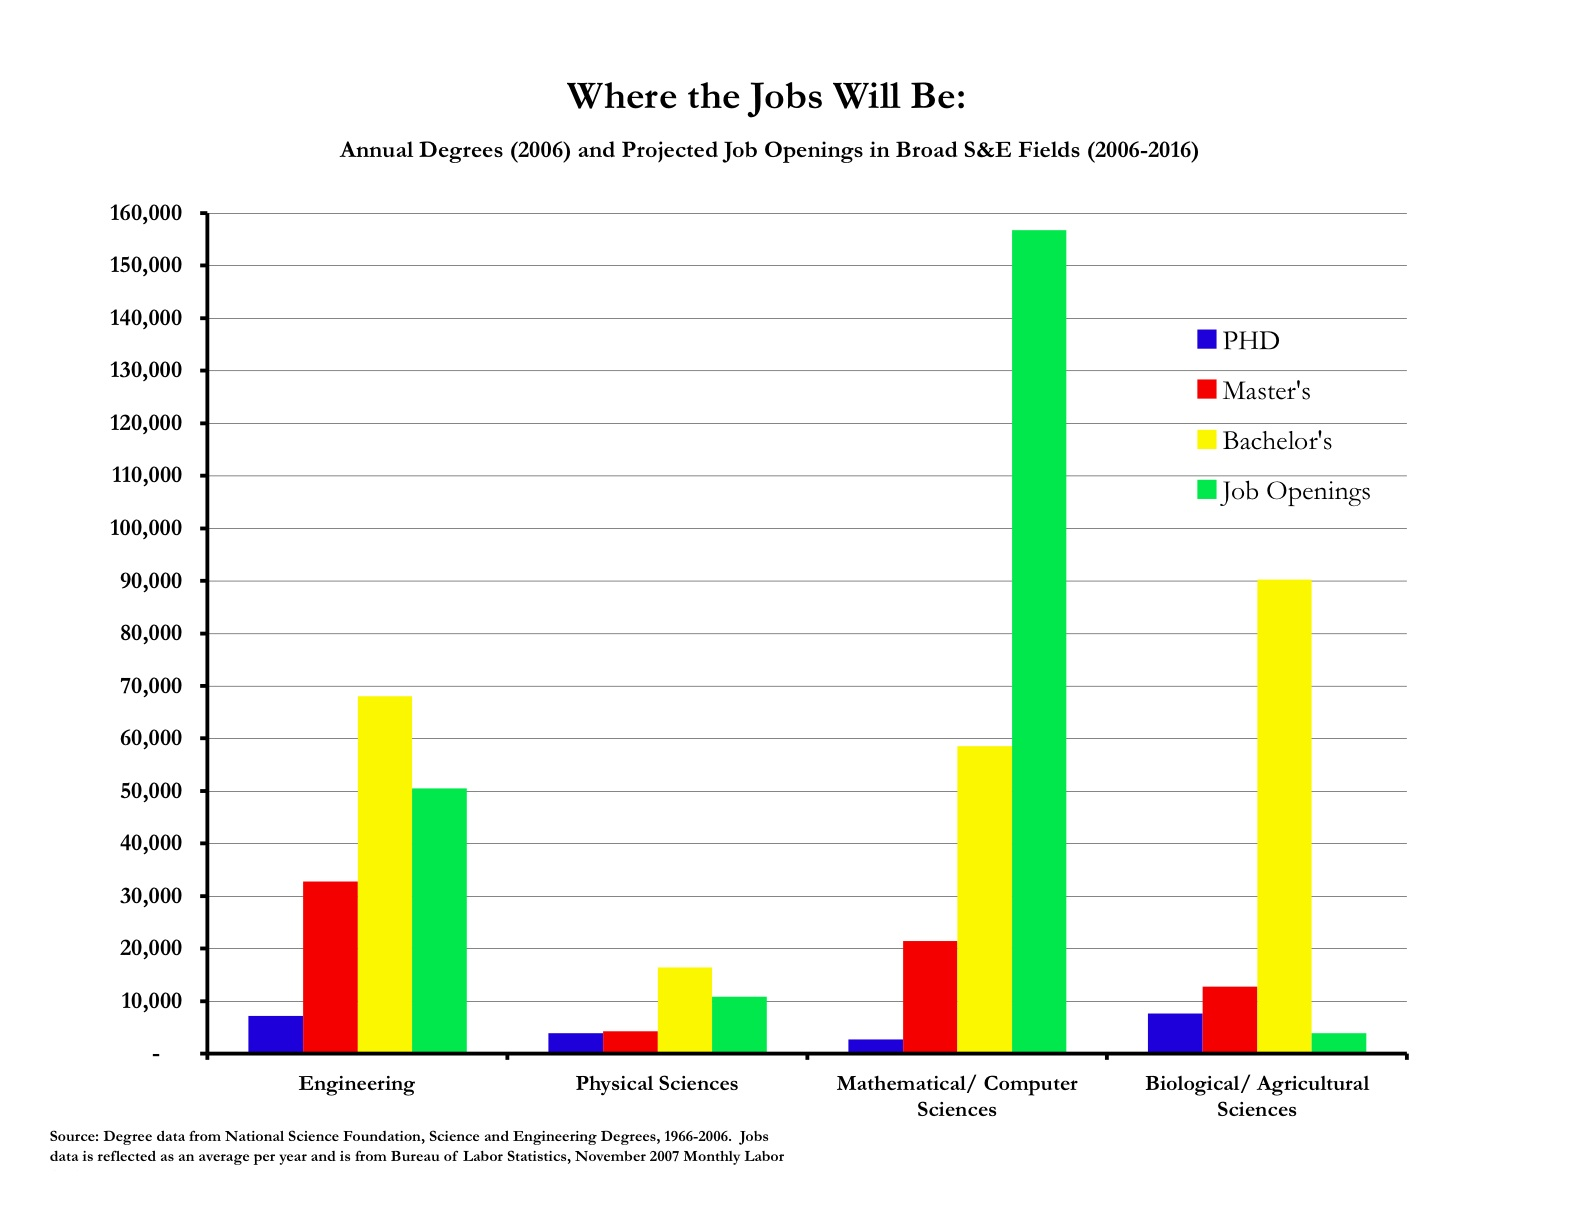 Where the Jobs Will Be:
Annual Degrees (2006) and Projected Job Openings in Broad S&E Fields (2006-2016)
160,000
150,000
140,000
130,000
120,000
110,000
100,000
90,000
80,000
70,000
60,000
50,000
40,000
30,000
20,000
10,000
-
PHD
Master's
Bachelor's
Job Openings
Engineering
Physical Sciences
Mathematical/ Computer
Sciences
Biological/ Agricultural
Sciences
Source: Degree data from National Science Foundation, Science and Engineering Degrees, 1966-2006.  Jobs
data is reflected as an average per year and is from Bureau of Labor Statistics, November 2007 Monthly Labor